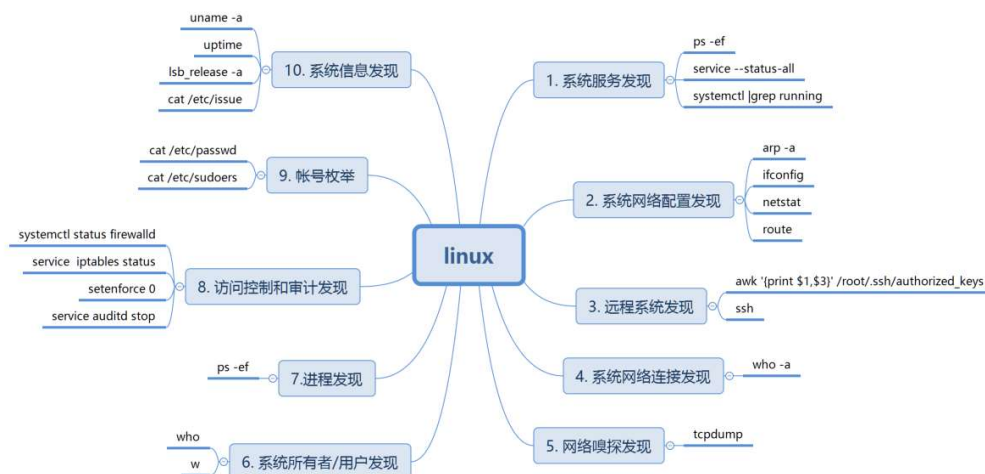 linux
1. 系统服务发现
ps -ef
service --status-all
systemctl |grep running
2. 系统网络配置发现
arp -a
ifconfig
netstat
route
3. 远程系统发现
awk '{print $1,$3}' /root/.ssh/authorized_keys
ssh
4. 系统网络连接发现
who -a
5. 网络嗅探发现
tcpdump
6. 系统所有者/用户发现
who
w
7.进程发现
ps -ef
8. 访问控制和审计发现
systemctl status firewalld
service  iptables status
setenforce 0
service auditd stop
9. 帐号枚举
cat /etc/passwd
cat /etc/sudoers
10. 系统信息发现
uname -a
uptime
lsb_release -a
cat /etc/issue